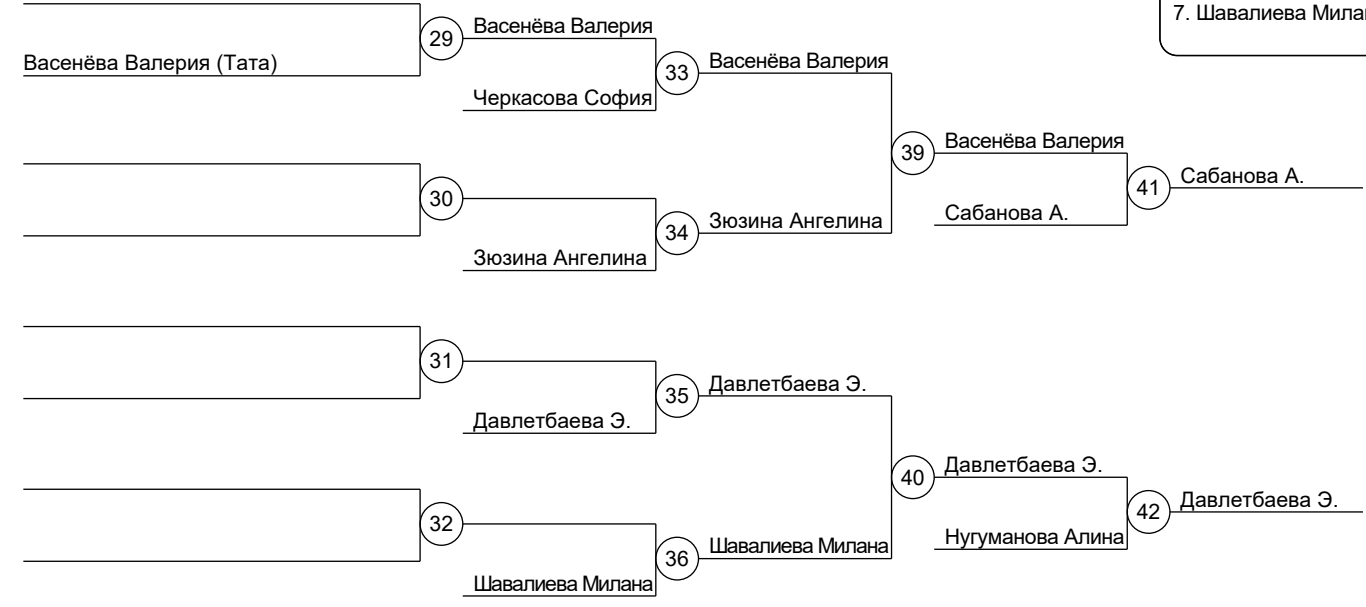 7. Шавалиева
Васенёва Валерия (Тата)
29
Васенёва Валерия
Черкасова София
33
Васенёва Валерия
39
Васенёва Валерия
Сабанова А.
41
Сабанова А.
30
Зюзина Ангелина
34
Зюзина Ангелина
31
Давлетбаева Э.
35
Давлетбаева Э.
40
Давлетбаева Э.
Нугуманова Алина
42
Давлетбаева Э.
32
Шавалиева Милана
36
Шавалиева Милана